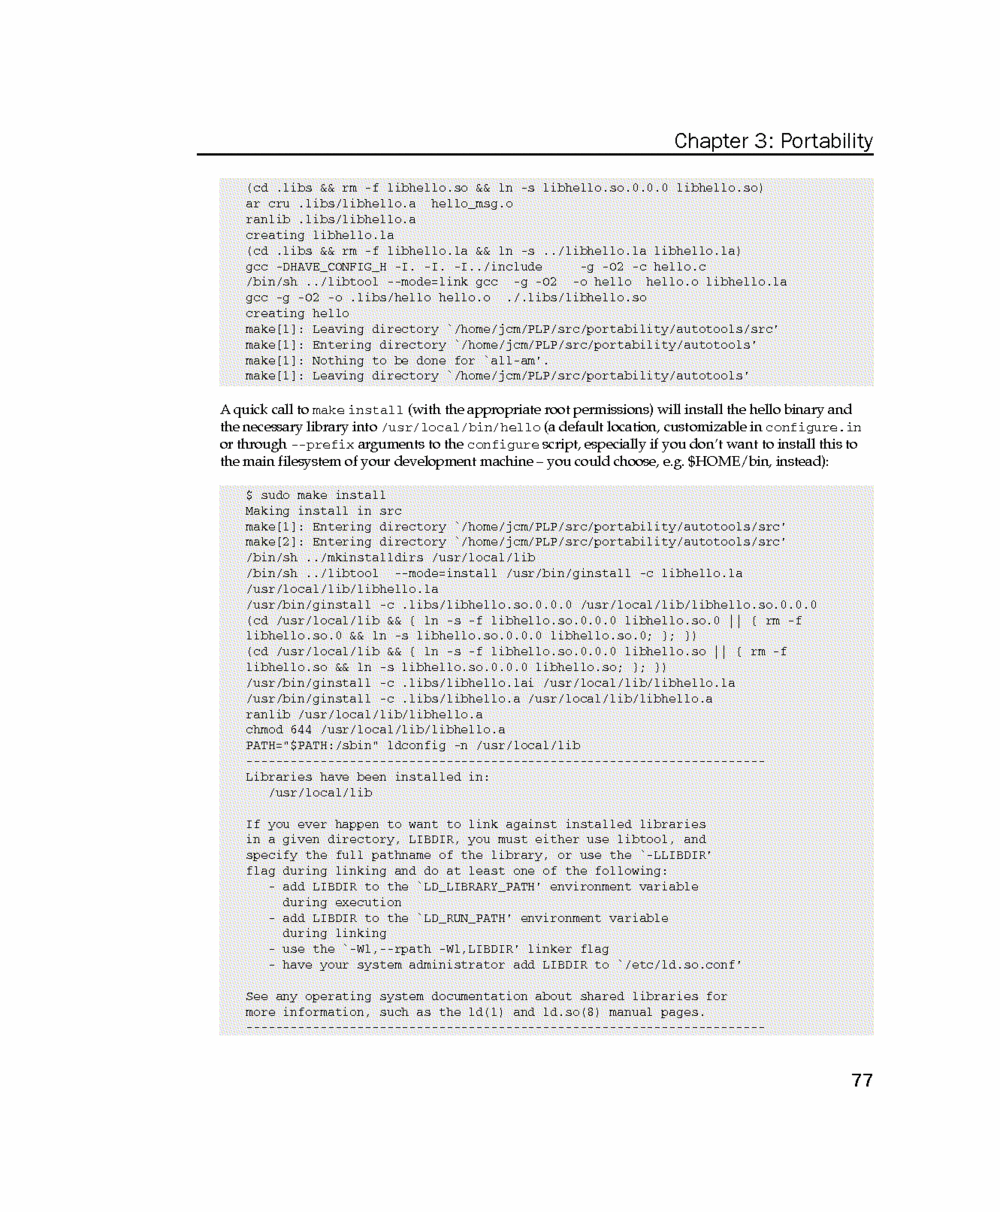 Chapter 3: Portability
(cd .libs && rm -f libhello.so && ln -s libhello.so.0.0.0 libhello.so)
ar cru .libs/libhello.a  hello_msg.o
ranlib .libs/libhello.a
creating libhello.la
(cd .libs && rm -f libhello.la && ln -s ../libhello.la libhello.la)
gcc -DHAVE_CONFIG_H -I. -I. -I../include     -g -O2 -c hello.c
/bin/sh ../libtool --mode=link gcc  -g -O2  -o hello  hello.o libhello.la
gcc -g -O2 -o .libs/hello hello.o  ./.libs/libhello.so
creating hello
make[1]: Leaving directory `/home/jcm/PLP/src/portability/autotools/src’
make[1]: Entering directory `/home/jcm/PLP/src/portability/autotools’
make[1]: Nothing to be done for `all-am’.
make[1]: Leaving directory `/home/jcm/PLP/src/portability/autotools’
A quick call to make install (with the appropriate root permissions) will install the hello binary and
the necessary library into /usr/local/bin/hello (a default location, customizable in configure.in
or through --prefix arguments to the configure script, especially if you don’t want to install this to
the main filesystem of your development machine – you could choose, e.g. $HOME/bin, instead):
$ sudo make install
Making install in src
make[1]: Entering directory `/home/jcm/PLP/src/portability/autotools/src’
make[2]: Entering directory `/home/jcm/PLP/src/portability/autotools/src’
/bin/sh ../mkinstalldirs /usr/local/lib
/bin/sh ../libtool  --mode=install /usr/bin/ginstall -c libhello.la
/usr/local/lib/libhello.la
/usr/bin/ginstall -c .libs/libhello.so.0.0.0 /usr/local/lib/libhello.so.0.0.0
(cd /usr/local/lib && { ln -s -f libhello.so.0.0.0 libhello.so.0 || { rm -f
libhello.so.0 && ln -s libhello.so.0.0.0 libhello.so.0; }; })
(cd /usr/local/lib && { ln -s -f libhello.so.0.0.0 libhello.so || { rm -f
libhello.so && ln -s libhello.so.0.0.0 libhello.so; }; })
/usr/bin/ginstall -c .libs/libhello.lai /usr/local/lib/libhello.la
/usr/bin/ginstall -c .libs/libhello.a /usr/local/lib/libhello.a
ranlib /usr/local/lib/libhello.a
chmod 644 /usr/local/lib/libhello.a
PATH="$PATH:/sbin" ldconfig -n /usr/local/lib
----------------------------------------------------------------------
Libraries have been installed in:
   /usr/local/lib
If you ever happen to want to link against installed libraries
in a given directory, LIBDIR, you must either use libtool, and
specify the full pathname of the library, or use the `-LLIBDIR’
flag during linking and do at least one of the following:
   - add LIBDIR to the `LD_LIBRARY_PATH’ environment variable
     during execution
   - add LIBDIR to the `LD_RUN_PATH’ environment variable
     during linking
   - use the `-Wl,--rpath -Wl,LIBDIR’ linker flag
   - have your system administrator add LIBDIR to `/etc/ld.so.conf’
See any operating system documentation about shared libraries for
more information, such as the ld(1) and ld.so(8) manual pages.
----------------------------------------------------------------------
77